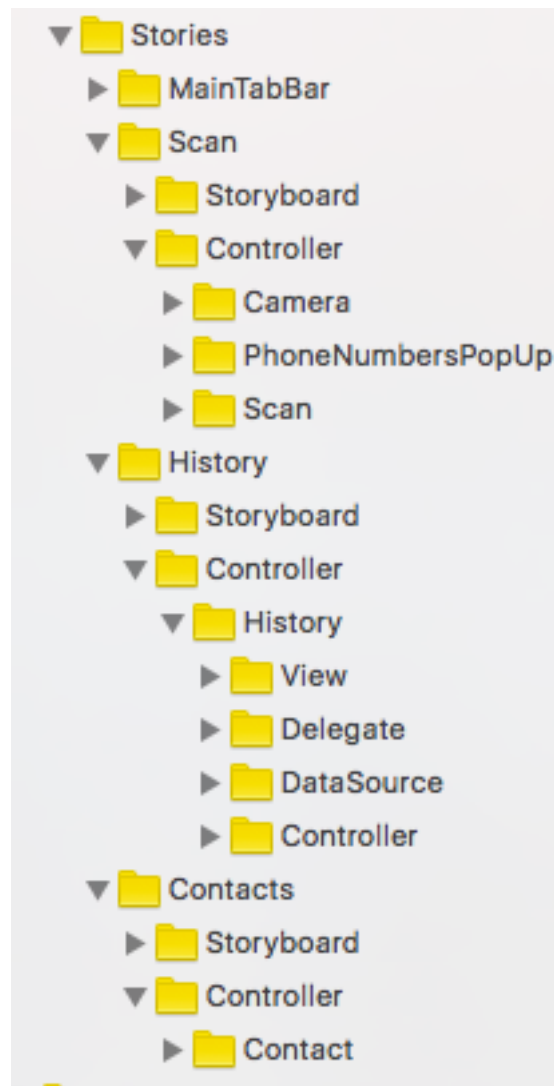 Stories
MainTabBar
Scan
Storyboard
Controller
Camera
PhoneNumbersPopUp
Scan
History
Storyboard
Controller
History
View
Delegate
DataSource
Controller
Contacts
Storyboard
Controller
Contact